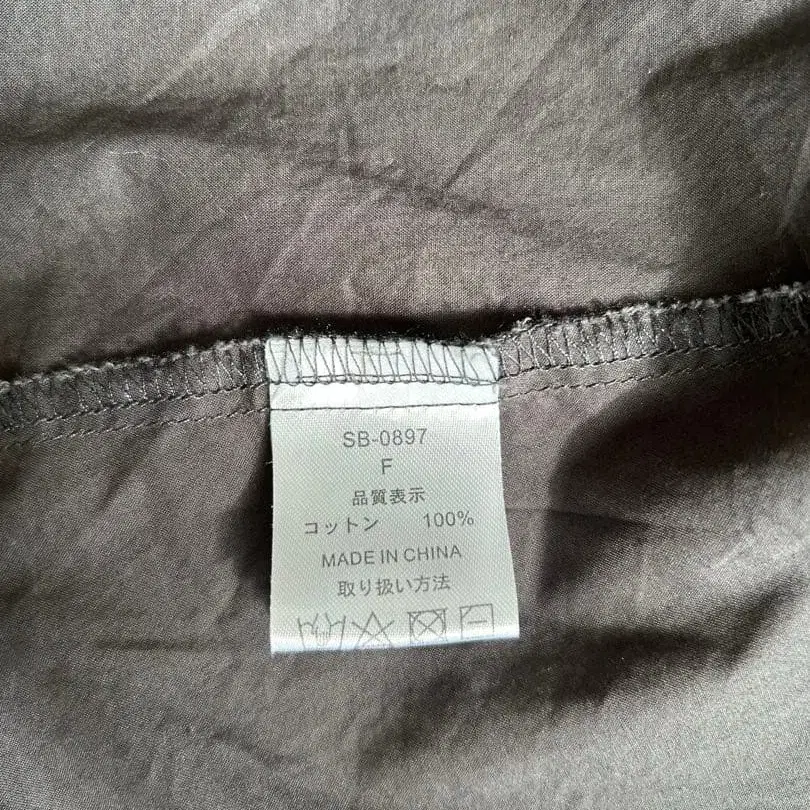 SB-0897
F
品質表示
コットン 100%
MADE IN CHINA
取り扱い方法